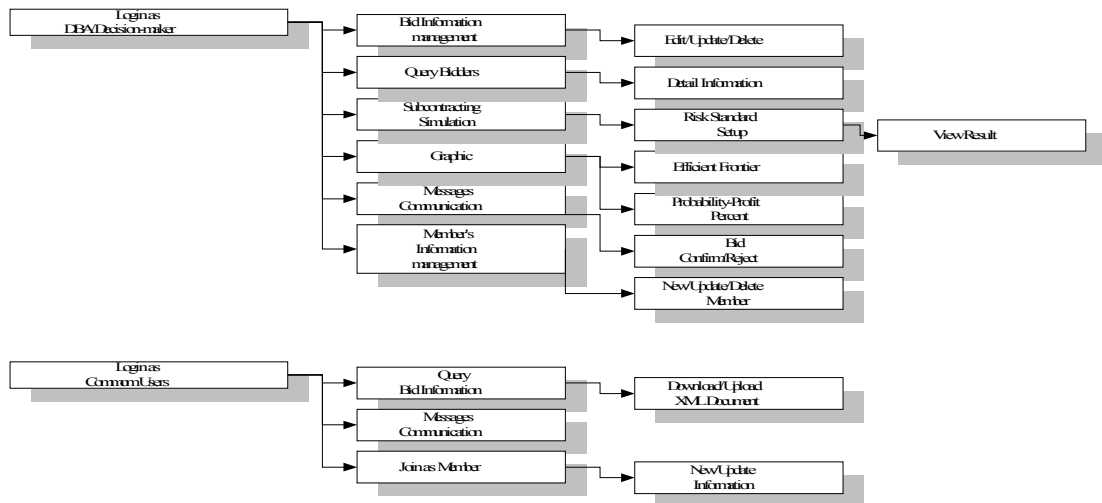 Login as
DBA/Decision-maker
Bid Information
management
Edit/Update/Delete
Query Bidders
Detail Information
Subcontracting
Simulation
Risk Standard
Setup
View Result
Graphic
Efficient Frontier
Messages
Communication
Probability-Profit
Percent
Member's
Information
management
Bid
Confirm/Reject
New/Update/Delete
Member
Login as
Commom Users
Query
Bid Information
Download/Upload
XML Document
Messages
Communication
Join as Member
New/Update
Information